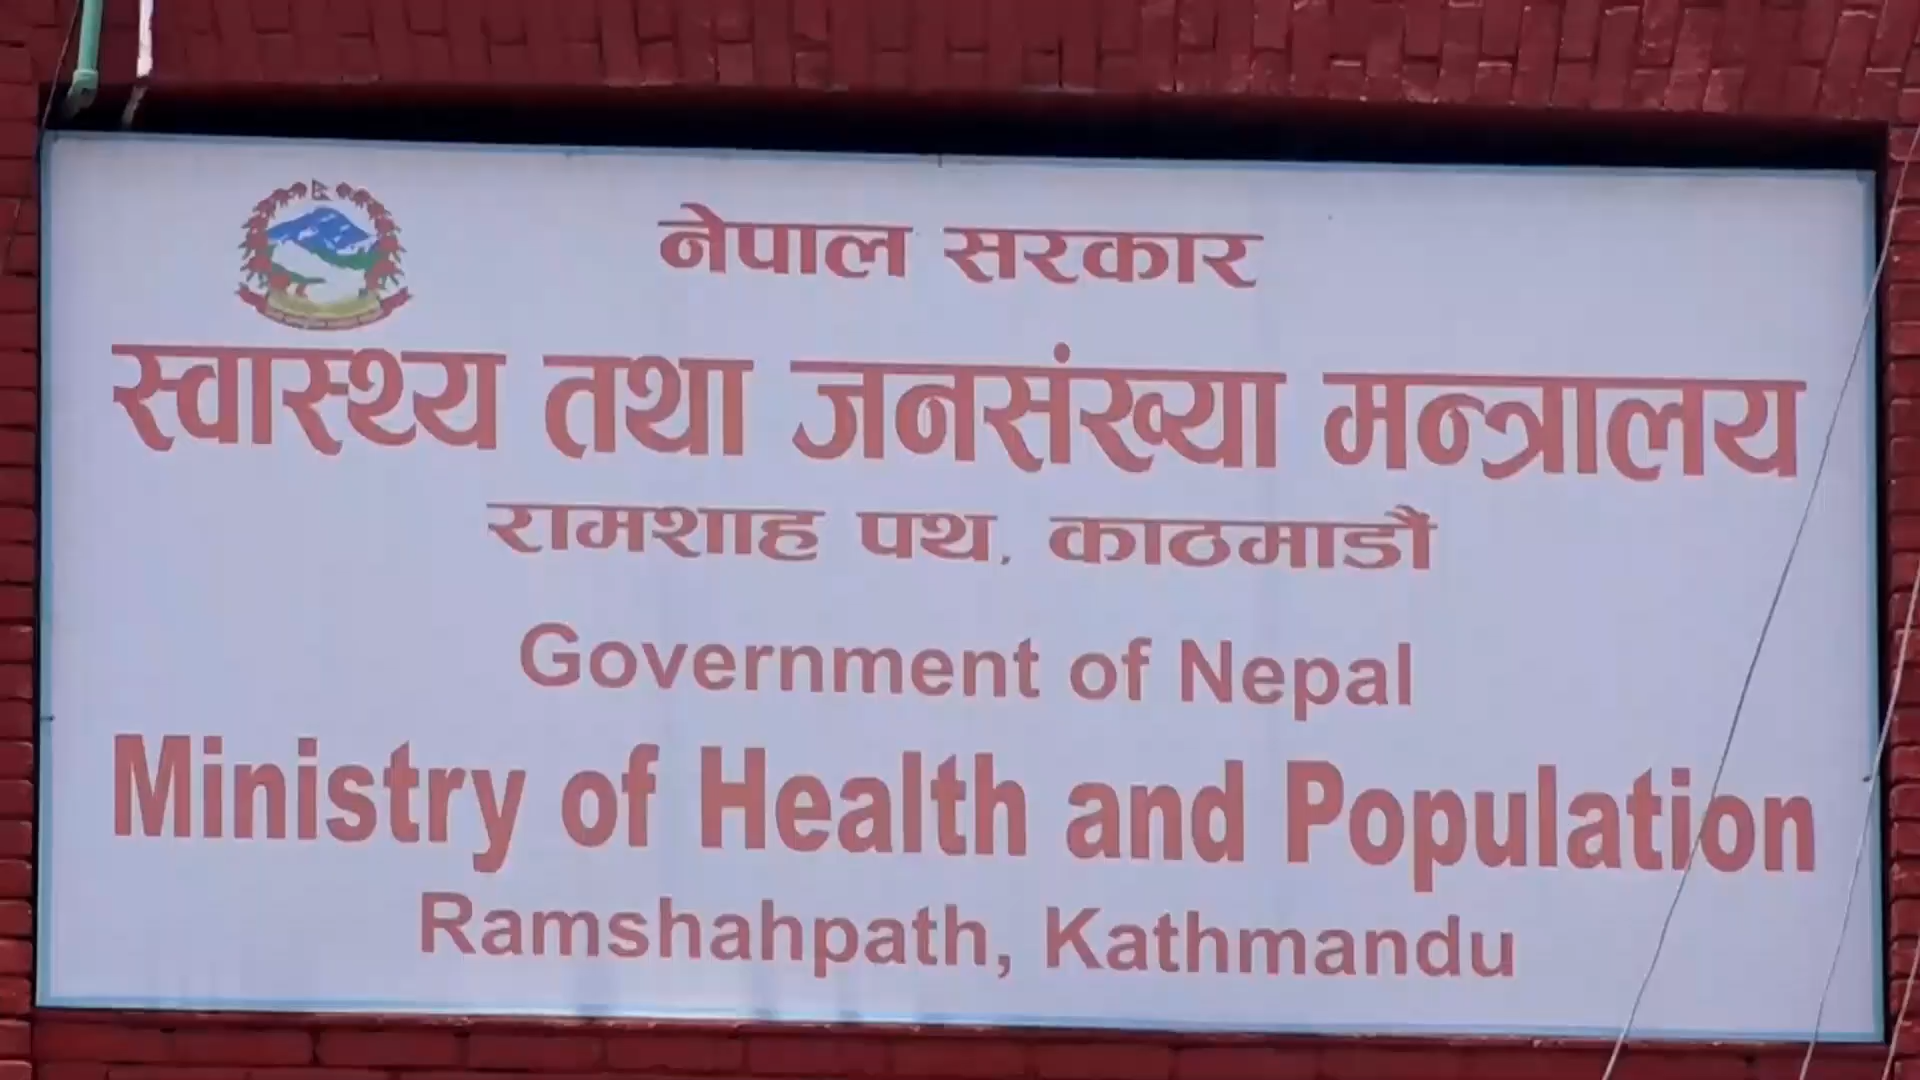 नेपाल सरकार
स्वास्थ्य तथा जनसंख्या मन्त्रालय
रामशाह पथ, काठमाडौं
Government of Nepal
Ministry of Health and Population
Ramshahpath, Kathmandu